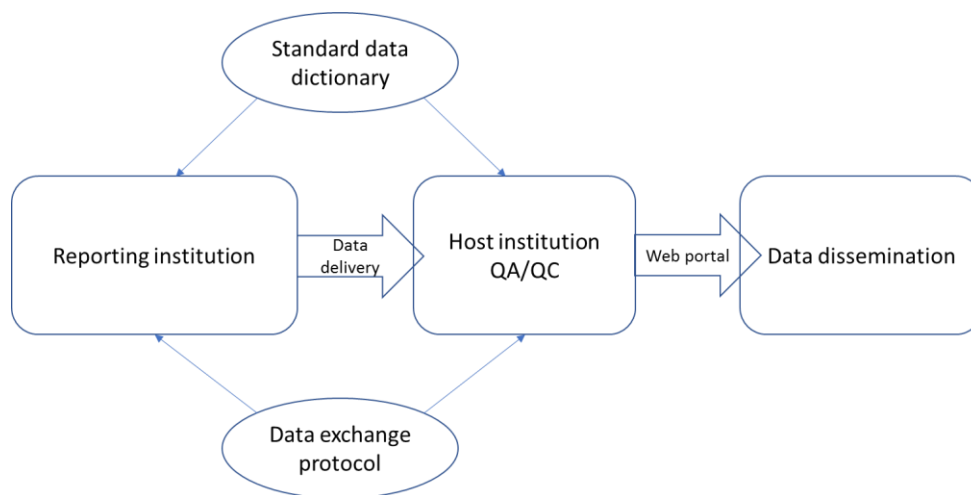 Standard data
dictionary
Reporting institution
Data
delivery
Host institution
QA/QC
Web portal
Data dissemination
Data exchange
protocol